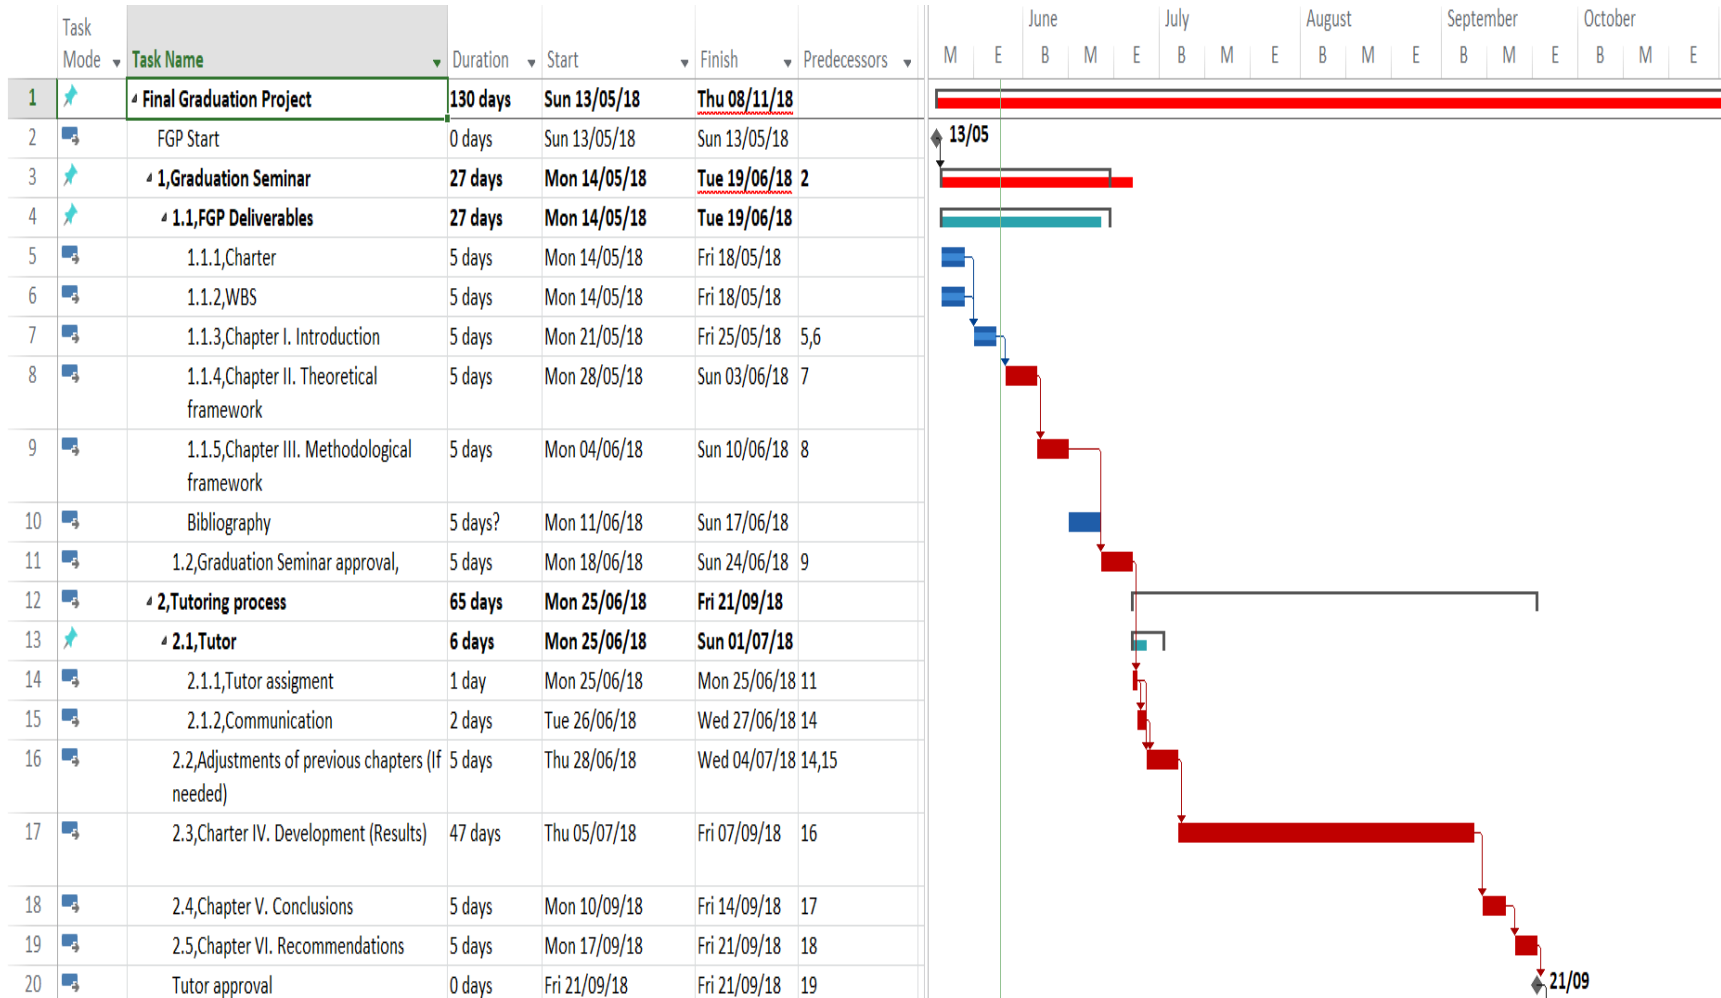 Task Mode Task Name Duration Start Finish Predecessors
June July August September October
M E B M E B M E B M E B M E B M E
1 Final Graduation Project 130 days Sun 13/05/18 Thu 08/11/18
2 FGP Start 0 days Sun 13/05/18 Sun 13/05/18 13/05
3 1,Graduation Seminar 27 days Mon 14/05/18 Tue 19/06/18 2
4 1.1,FGP Deliverables 27 days Mon 14/05/18 Tue 19/06/18
5 1.1.1,Charter 5 days Mon 14/05/18 Fri 18/05/18
6 1.1.2,WBS 5 days Mon 14/05/18 Fri 18/05/18
7 1.1.3,Chapter I. Introduction 5 days Mon 21/05/18 Fri 25/05/18 5,6
8 1.1.4,Chapter II. Theoretical 5 days Mon 28/05/18 Sun 03/06/18 7
framework
9 1.1.5,Chapter III. Methodological 5 days Mon 04/06/18 Sun 10/06/18 8
framework
10 Bibliography 5 days? Mon 11/06/18 Sun 17/06/18
11 1.2,Graduation Seminar approval, 5 days Mon 18/06/18 Sun 24/06/18 9
12 2,Tutoring process 65 days Mon 25/06/18 Fri 21/09/18
13 2.1,Tutor 6 days Mon 25/06/18 Sun 01/07/18
14 2.1.1,Tutor assigment 1 day Mon 25/06/18 Mon 25/06/18 11
15 2.1.2,Communication 2 days Tue 26/06/18 Wed 27/06/18 14
16 2.2,Adjustments of previous chapters (If 5 days Thu 28/06/18 Wed 04/07/18 14,15
needed)
17 2.3,Charter IV. Development (Results) 47 days Thu 05/07/18 Fri 07/09/18 16
18 2.4,Chapter V. Conclusions 5 days Mon 10/09/18 Fri 14/09/18 17
19 2.5,Chapter VI. Recommendations 5 days Mon 17/09/18 Fri 21/09/18 18
20 Tutor approval 0 days Fri 21/09/18 Fri 21/09/18 19 21/09